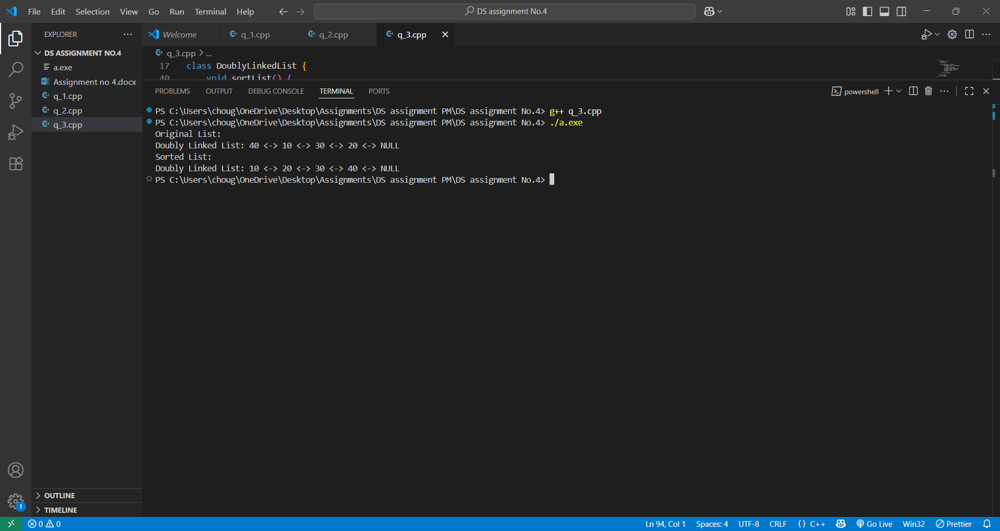 File Edit Selection View Go Run Terminal Help
DS assignment No.4
EXPLORER
DS ASSIGNMENT NO.4
a.exe
Assignment no 4.docx
q_1.cpp
q_2.cpp
q_3.cpp
OUTLINE
TIMELINE
Welcome q_1.cpp q_2.cpp q_3.cpp
q_3.cpp > ...
17 class DoublyLinkedList {
40 void sortList() {
PROBLEMS OUTPUT DEBUG CONSOLE TERMINAL PORTS
powershell
PS C:\Users\choug\OneDrive\Desktop\Assignments\DS assignment PM\DS assignment No.4> g++ q_3.cpp
PS C:\Users\choug\OneDrive\Desktop\Assignments\DS assignment PM\DS assignment No.4> ./a.exe
Original List:
Doubly Linked List: 40 <-> 10 <-> 30 <-> 20 <-> NULL
Sorted List:
Doubly Linked List: 10 <-> 20 <-> 30 <-> 40 <-> NULL
PS C:\Users\choug\OneDrive\Desktop\Assignments\DS assignment PM\DS assignment No.4>
1
0 0 Ln 94, Col 1 Spaces: 4 UTF-8 CRLF {} C++ Go Live Win32 Prettier